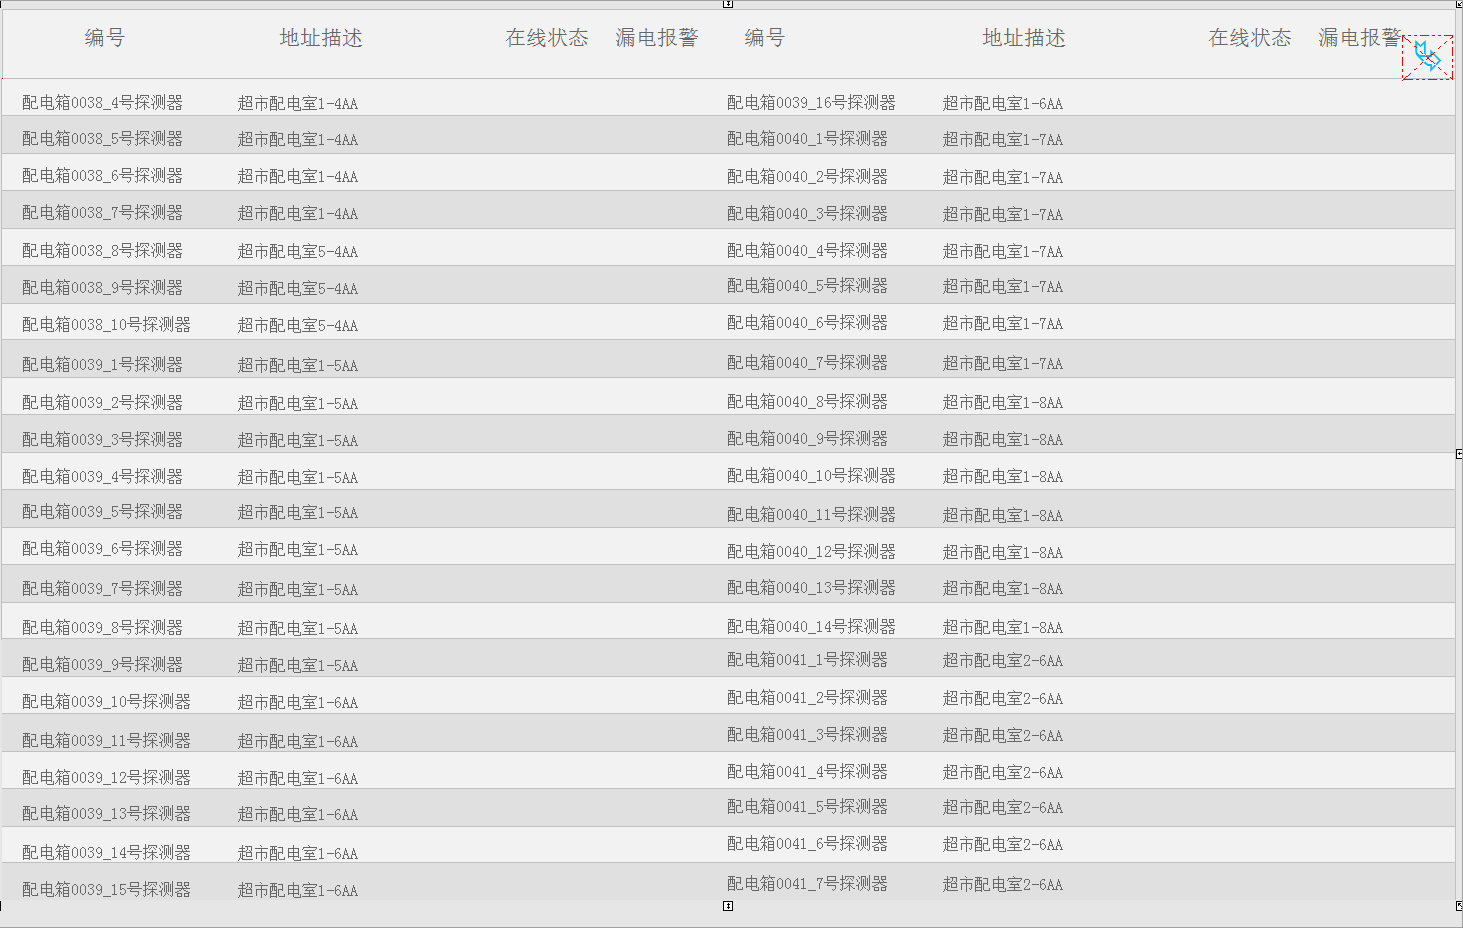 编号 地址描述 在线状态 漏电报警 编号 地址描述 在线状态 漏电报警
配电箱0038_4号探测器 超市配电室1-4AA 配电箱0039_16号探测器 超市配电室1-6AA
配电箱0038_5号探测器 超市配电室1-4AA 配电箱0040_1号探测器 超市配电室1-7AA
配电箱0038_6号探测器 超市配电室1-4AA 配电箱0040_2号探测器 超市配电室1-7AA
配电箱0038_7号探测器 超市配电室1-4AA 配电箱0040_3号探测器 超市配电室1-7AA
配电箱0038_8号探测器 超市配电室5-4AA 配电箱0040_4号探测器 超市配电室1-7AA
配电箱0038_9号探测器 超市配电室5-4AA 配电箱0040_5号探测器 超市配电室1-7AA
配电箱0038_10号探测器 超市配电室5-4AA 配电箱0040_6号探测器 超市配电室1-7AA
配电箱0039_1号探测器 超市配电室1-5AA 配电箱0040_7号探测器 超市配电室1-7AA
配电箱0039_2号探测器 超市配电室1-5AA 配电箱0040_8号探测器 超市配电室1-8AA
配电箱0039_3号探测器 超市配电室1-5AA 配电箱0040_9号探测器 超市配电室1-8AA
配电箱0039_4号探测器 超市配电室1-5AA 配电箱0040_10号探测器 超市配电室1-8AA
配电箱0039_5号探测器 超市配电室1-5AA 配电箱0040_11号探测器 超市配电室1-8AA
配电箱0039_6号探测器 超市配电室1-5AA 配电箱0040_12号探测器 超市配电室1-8AA
配电箱0039_7号探测器 超市配电室1-5AA 配电箱0040_13号探测器 超市配电室1-8AA
配电箱0039_8号探测器 超市配电室1-5AA 配电箱0040_14号探测器 超市配电室1-8AA
配电箱0039_9号探测器 超市配电室1-5AA 配电箱0041_1号探测器 超市配电室2-6AA
配电箱0039_10号探测器 超市配电室1-6AA 配电箱0041_2号探测器 超市配电室2-6AA
配电箱0039_11号探测器 超市配电室1-6AA 配电箱0041_3号探测器 超市配电室2-6AA
配电箱0039_12号探测器 超市配电室1-6AA 配电箱0041_4号探测器 超市配电室2-6AA
配电箱0039_13号探测器 超市配电室1-6AA 配电箱0041_5号探测器 超市配电室2-6AA
配电箱0039_14号探测器 超市配电室1-6AA 配电箱0041_6号探测器 超市配电室2-6AA
配电箱0039_15号探测器 超市配电室1-6AA 配电箱0041_7号探测器 超市配电室2-6AA